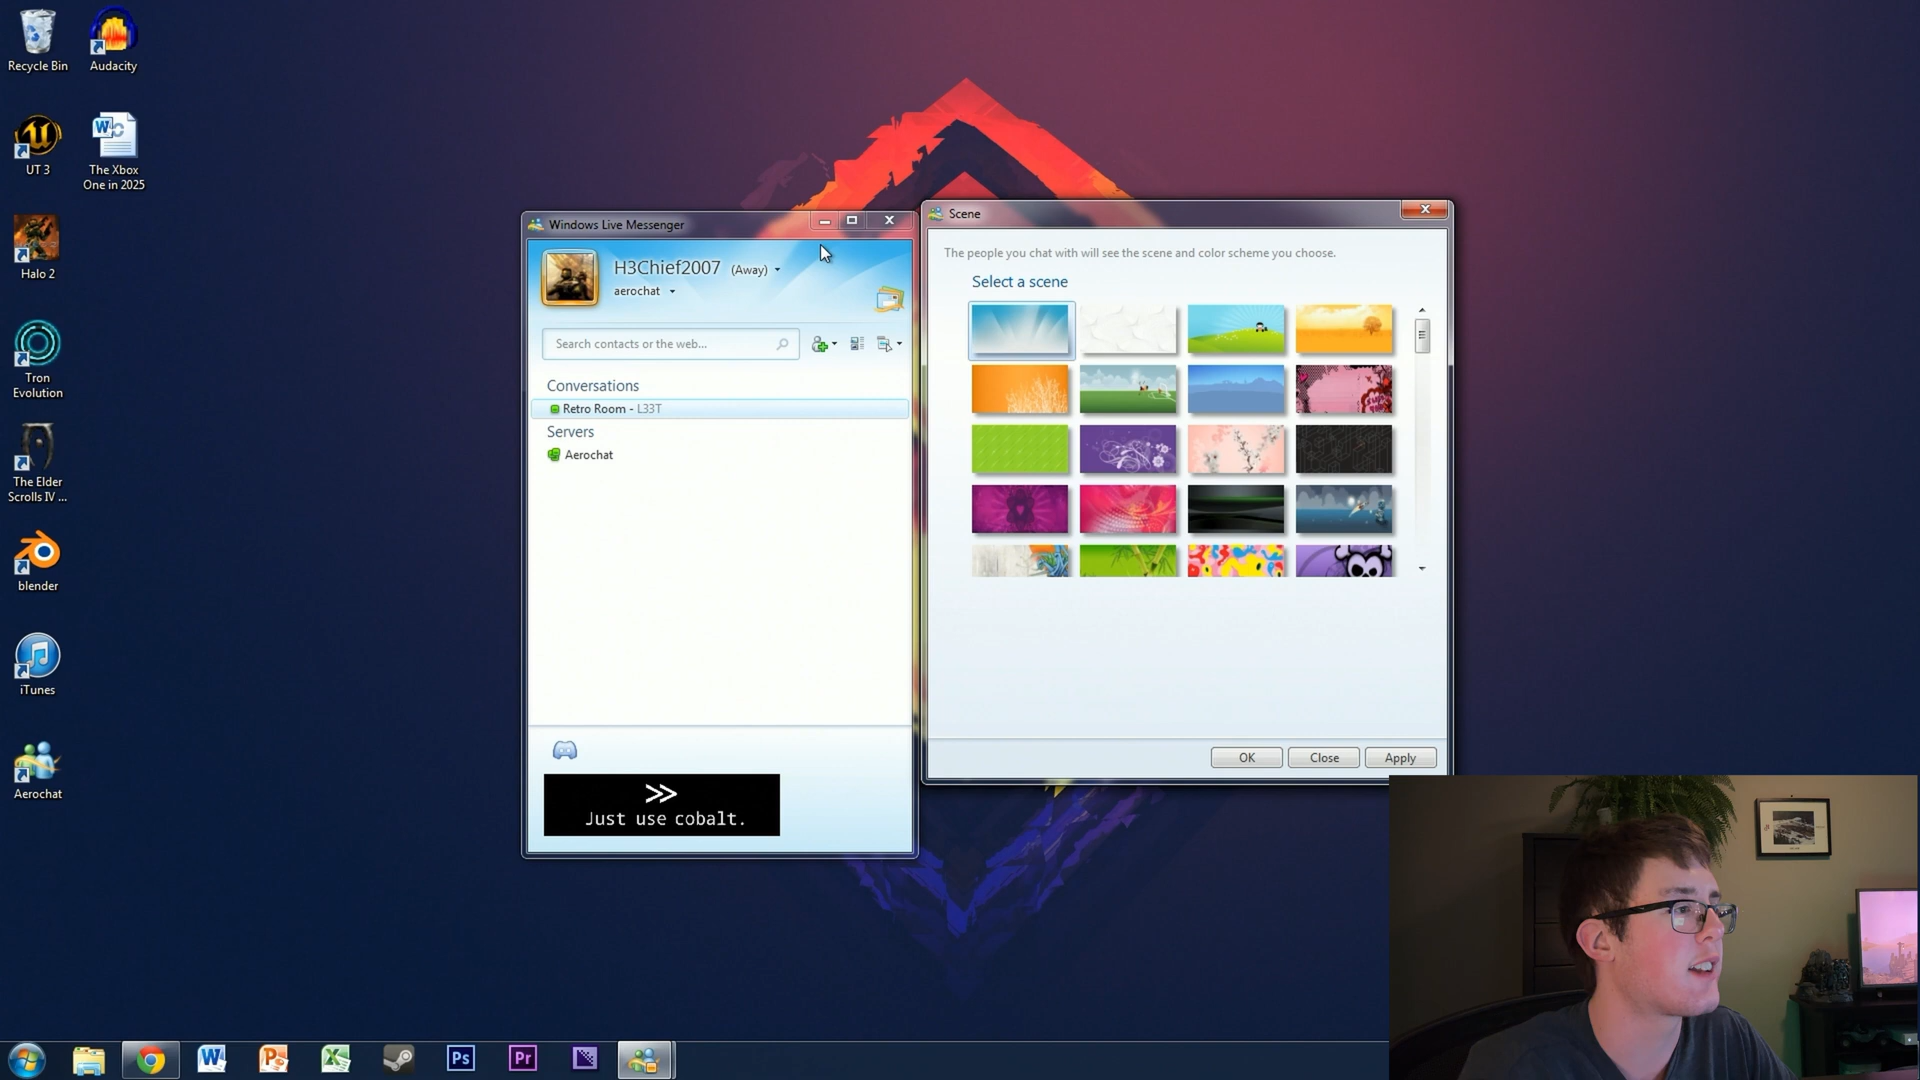 Recycle Bin
Audacity
UT 3
The Xbox
One in 2025
Halo 2
Tron
Evolution
The Elder
Scrolls IV ...
blender
iTunes
Aerochat
Windows Live Messenger
H3Chief2007 (Away)
aerochat
Search contacts or the web...
Conversations
Retro Room - L33T
Servers
Aerochat
>>
Just use cobalt.
Scene
The people you chat with will see the scene and color scheme you choose.
Select a scene
OK
Close
Apply
W
P
X
Ps
Pr